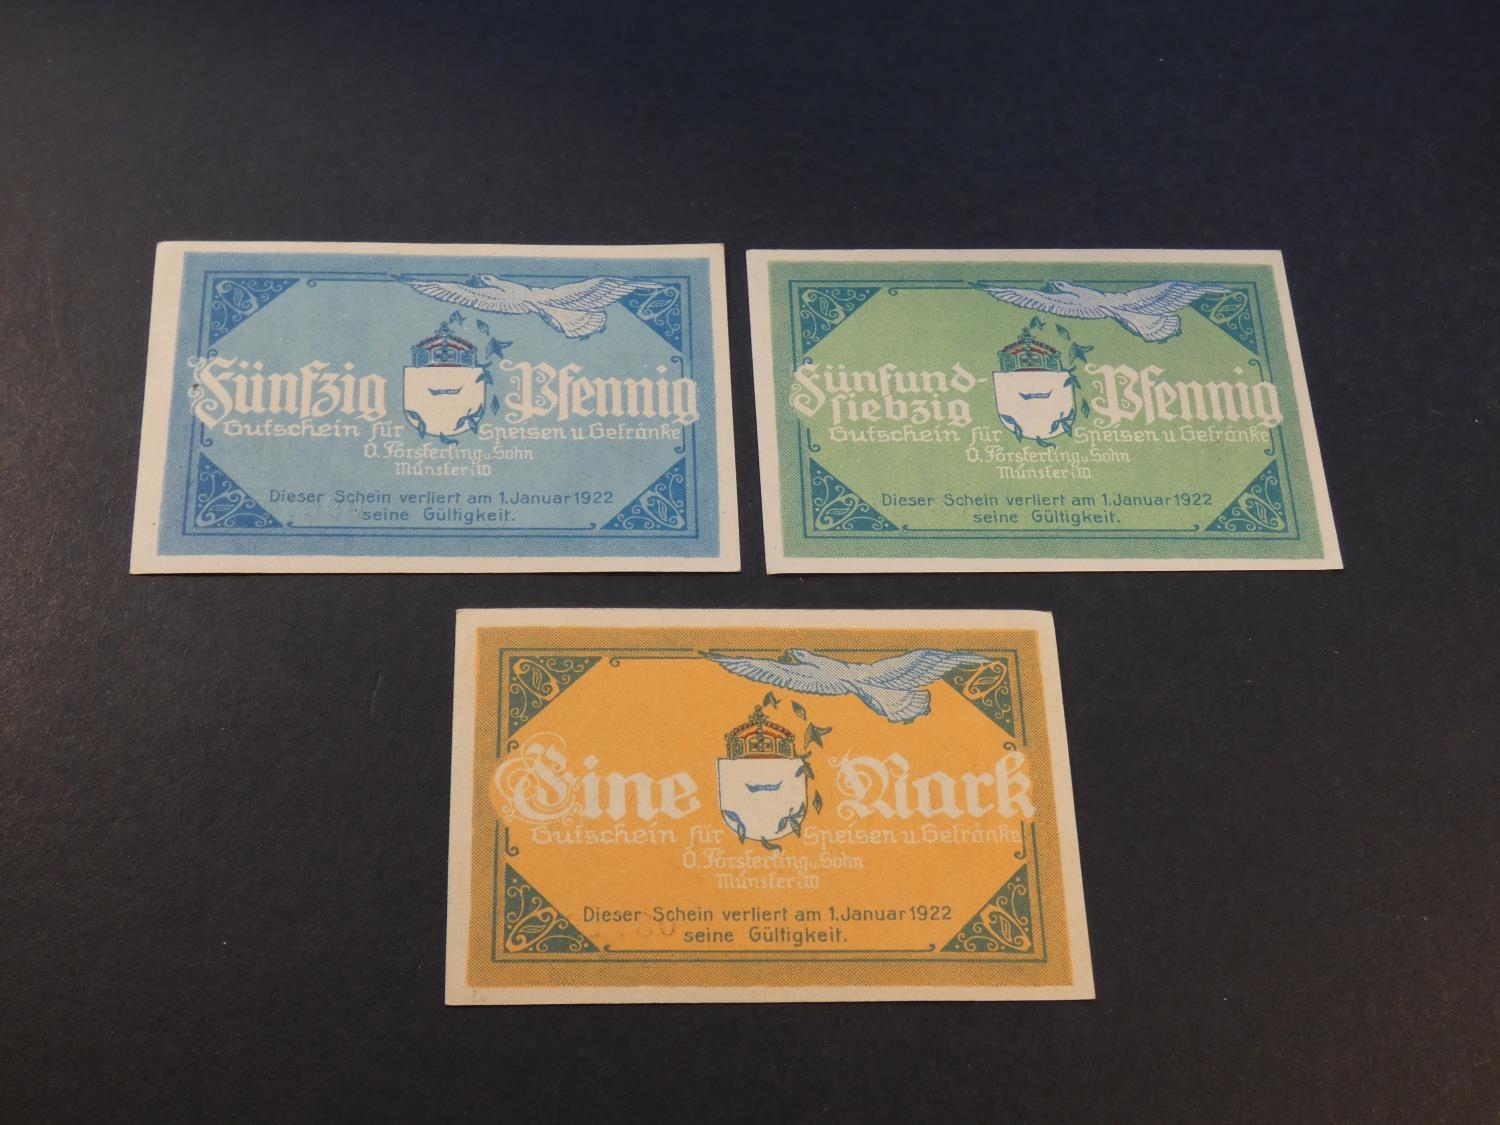 Fünfzig Pfennig
Gutschein für Speisen u. Getränke
O. Försterling u. Sohn
Münster i. W.
Dieser Schein verliert am 1. Januar 1922
seine Gültigkeit.
Fünfund-
siebzig Pfennig
Gutschein für Speisen u. Getränke
O. Försterling u. Sohn
Münster i. W.
Dieser Schein verliert am 1. Januar 1922
seine Gültigkeit.
Eine Mark
Gutschein für Speisen u. Getränke
O. Försterling u. Sohn
Münster i. W.
Dieser Schein verliert am 1. Januar 1922
seine Gültigkeit.